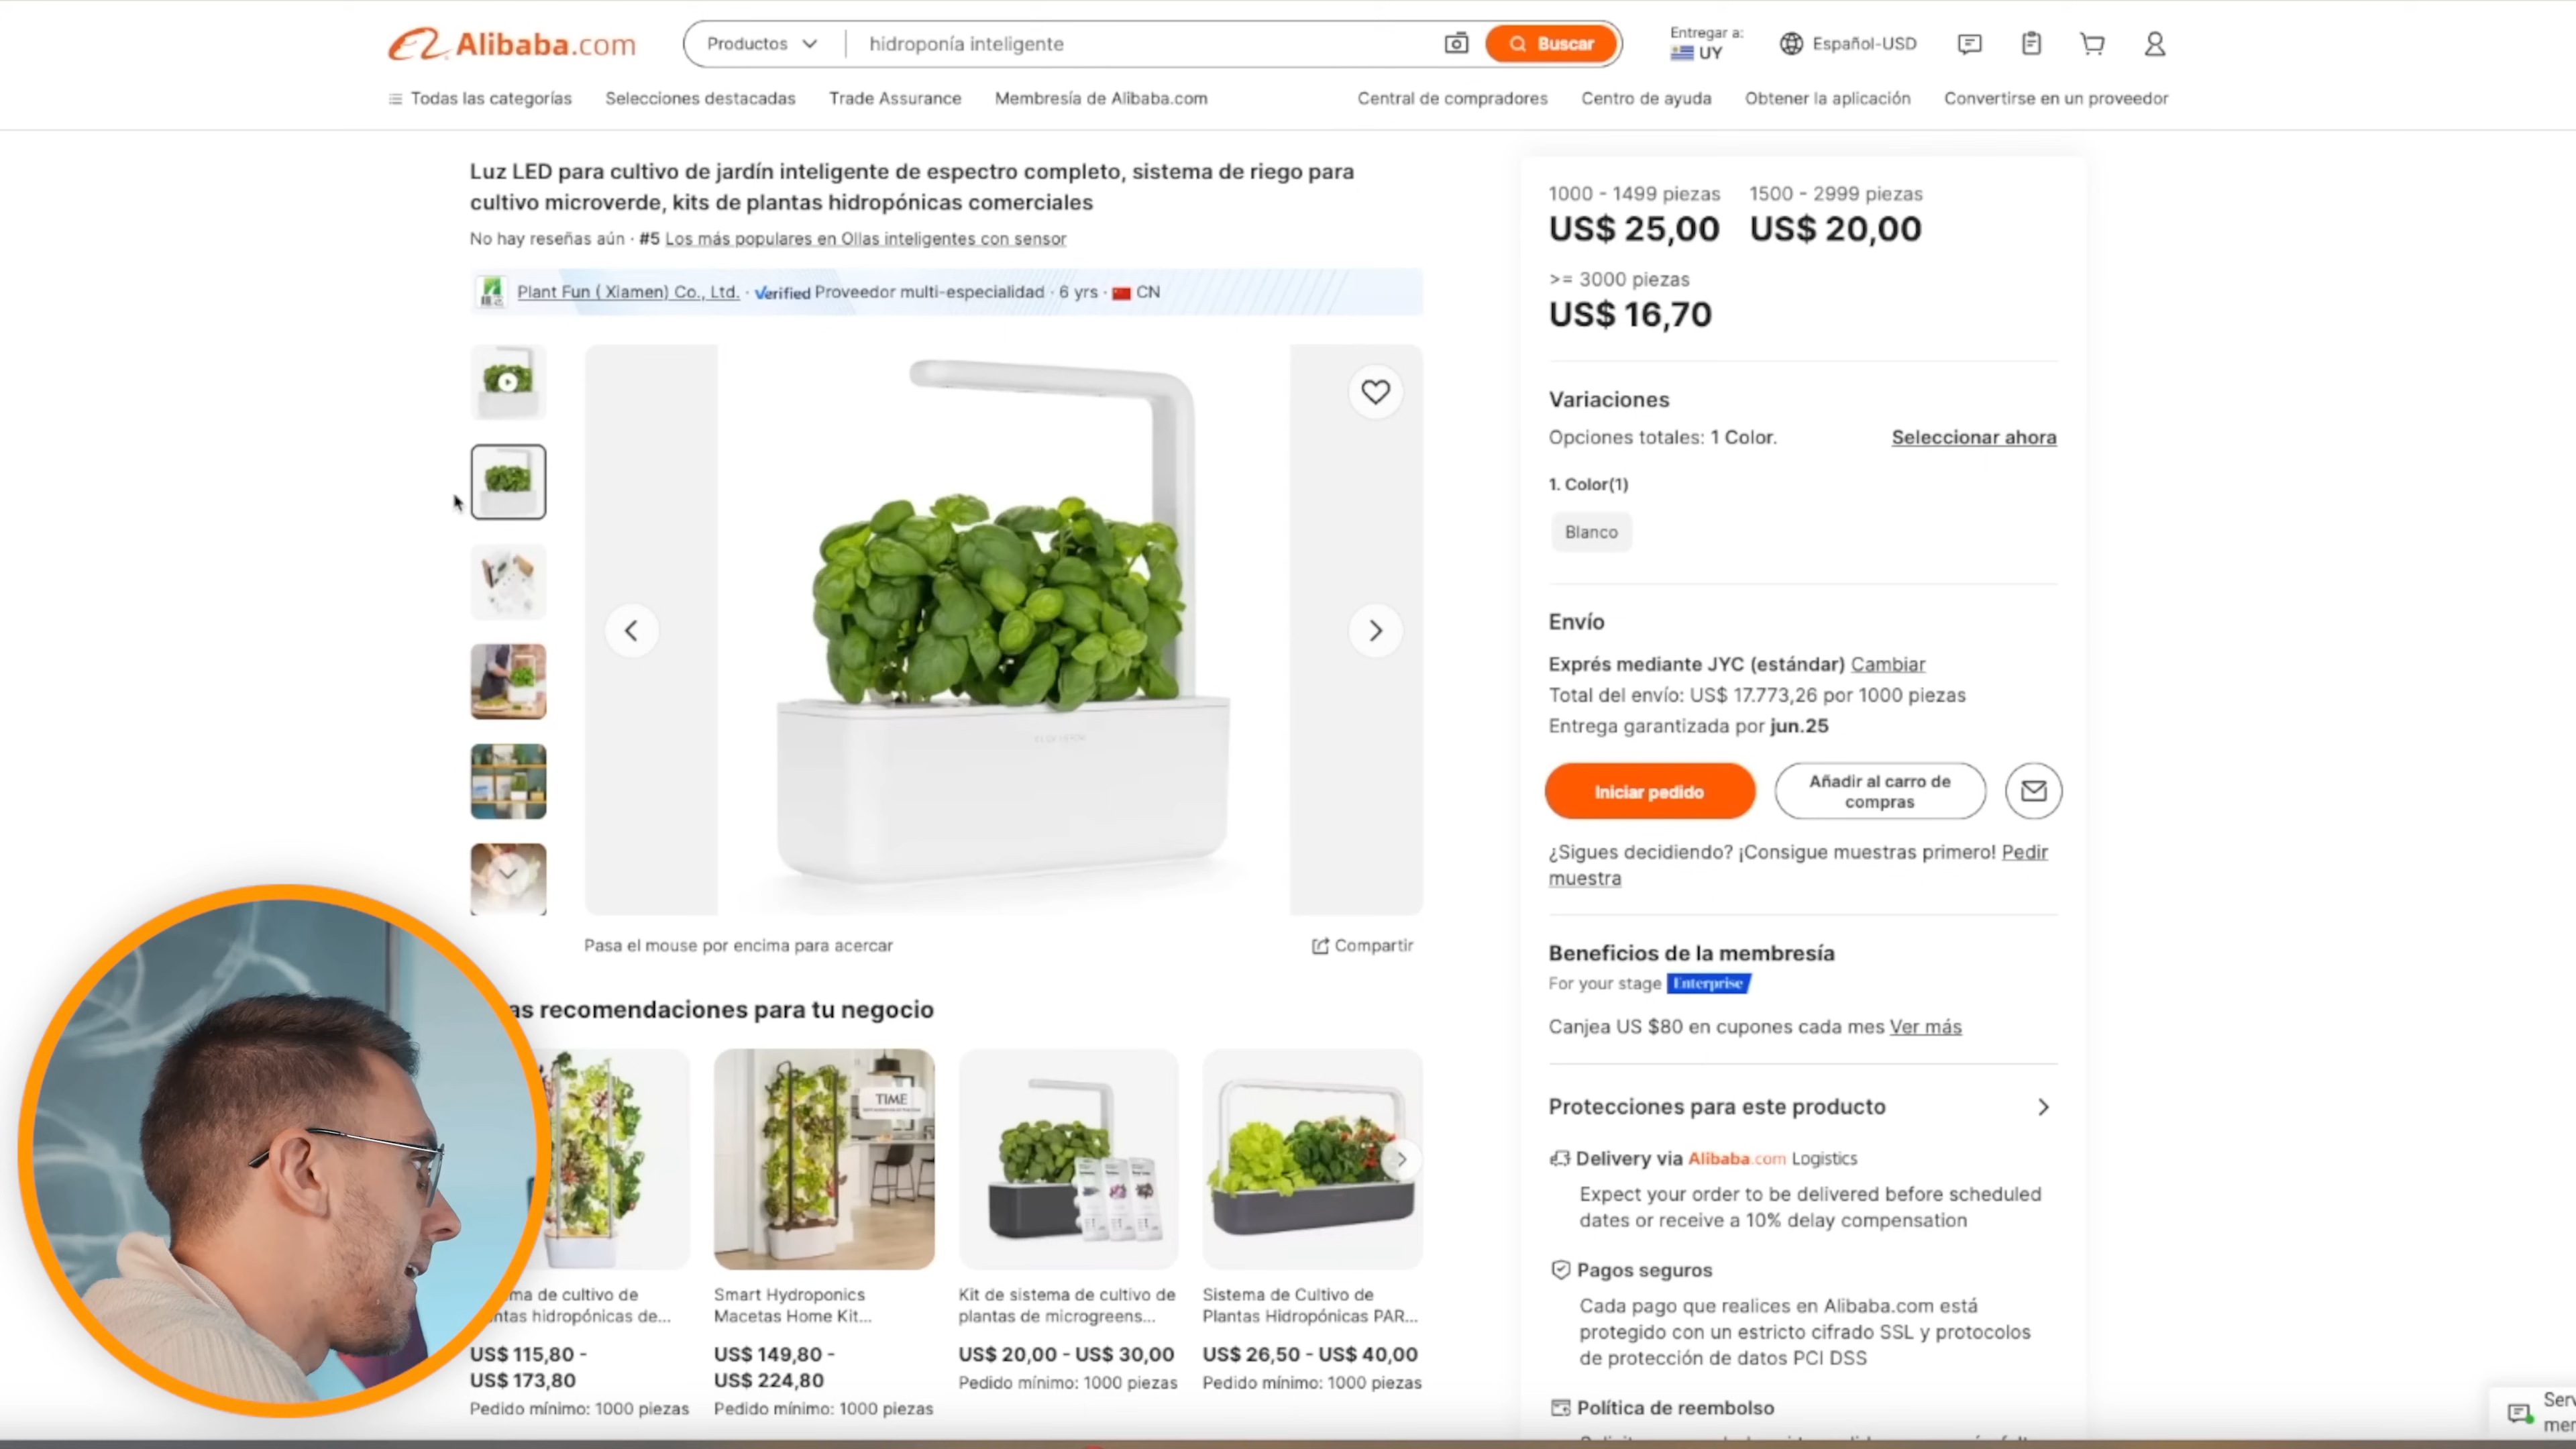 Alibaba.com
Productos
hidroponía inteligente
Buscar
Entregar a:
UY
Español-USD
Todas las categorías
Selecciones destacadas
Trade Assurance
Membresía de Alibaba.com
Central de compradores
Centro de ayuda
Obtener la aplicación
Convertirse en un proveedor
Luz LED para cultivo de jardín inteligente de espectro completo, sistema de riego para
cultivo microverde, kits de plantas hidropónicas comerciales
No hay reseñas aún · #5 Los más populares en Ollas inteligentes con sensor
Plant Fun ( Xiamen) Co., Ltd. · Verified Proveedor multi-especialidad · 6 yrs · CN
Pasa el mouse por encima para acercar
Compartir
as recomendaciones para tu negocio
TIME
ma de cultivo de
ntas hidropónicas de...
US$ 115,80 -
US$ 173,80
Pedido mínimo: 1000 piezas
Smart Hydroponics
Macetas Home Kit...
US$ 149,80 -
US$ 224,80
Pedido mínimo: 1000 piezas
Kit de sistema de cultivo de
plantas de microgreens...
US$ 20,00 - US$ 30,00
Pedido mínimo: 1000 piezas
Sistema de Cultivo de
Plantas Hidropónicas PAR...
US$ 26,50 - US$ 40,00
Pedido mínimo: 1000 piezas
1000 - 1499 piezas
US$ 25,00
1500 - 2999 piezas
US$ 20,00
>= 3000 piezas
US$ 16,70
Variaciones
Opciones totales: 1 Color.
Seleccionar ahora
1. Color(1)
Blanco
Envío
Exprés mediante JYC (estándar) Cambiar
Total del envío: US$ 17.773,26 por 1000 piezas
Entrega garantizada por jun.25
Iniciar pedido
Añadir al carro de
compras
¿Sigues decidiendo? ¡Consigue muestras primero! Pedir
muestra
Beneficios de la membresía
For your stage Enterprise
Canjea US $80 en cupones cada mes Ver más
Protecciones para este producto
Delivery via Alibaba.com Logistics
Expect your order to be delivered before scheduled
dates or receive a 10% delay compensation
Pagos seguros
Cada pago que realices en Alibaba.com está
protegido con un estricto cifrado SSL y protocolos
de protección de datos PCI DSS
Política de reembolso
Serv
men